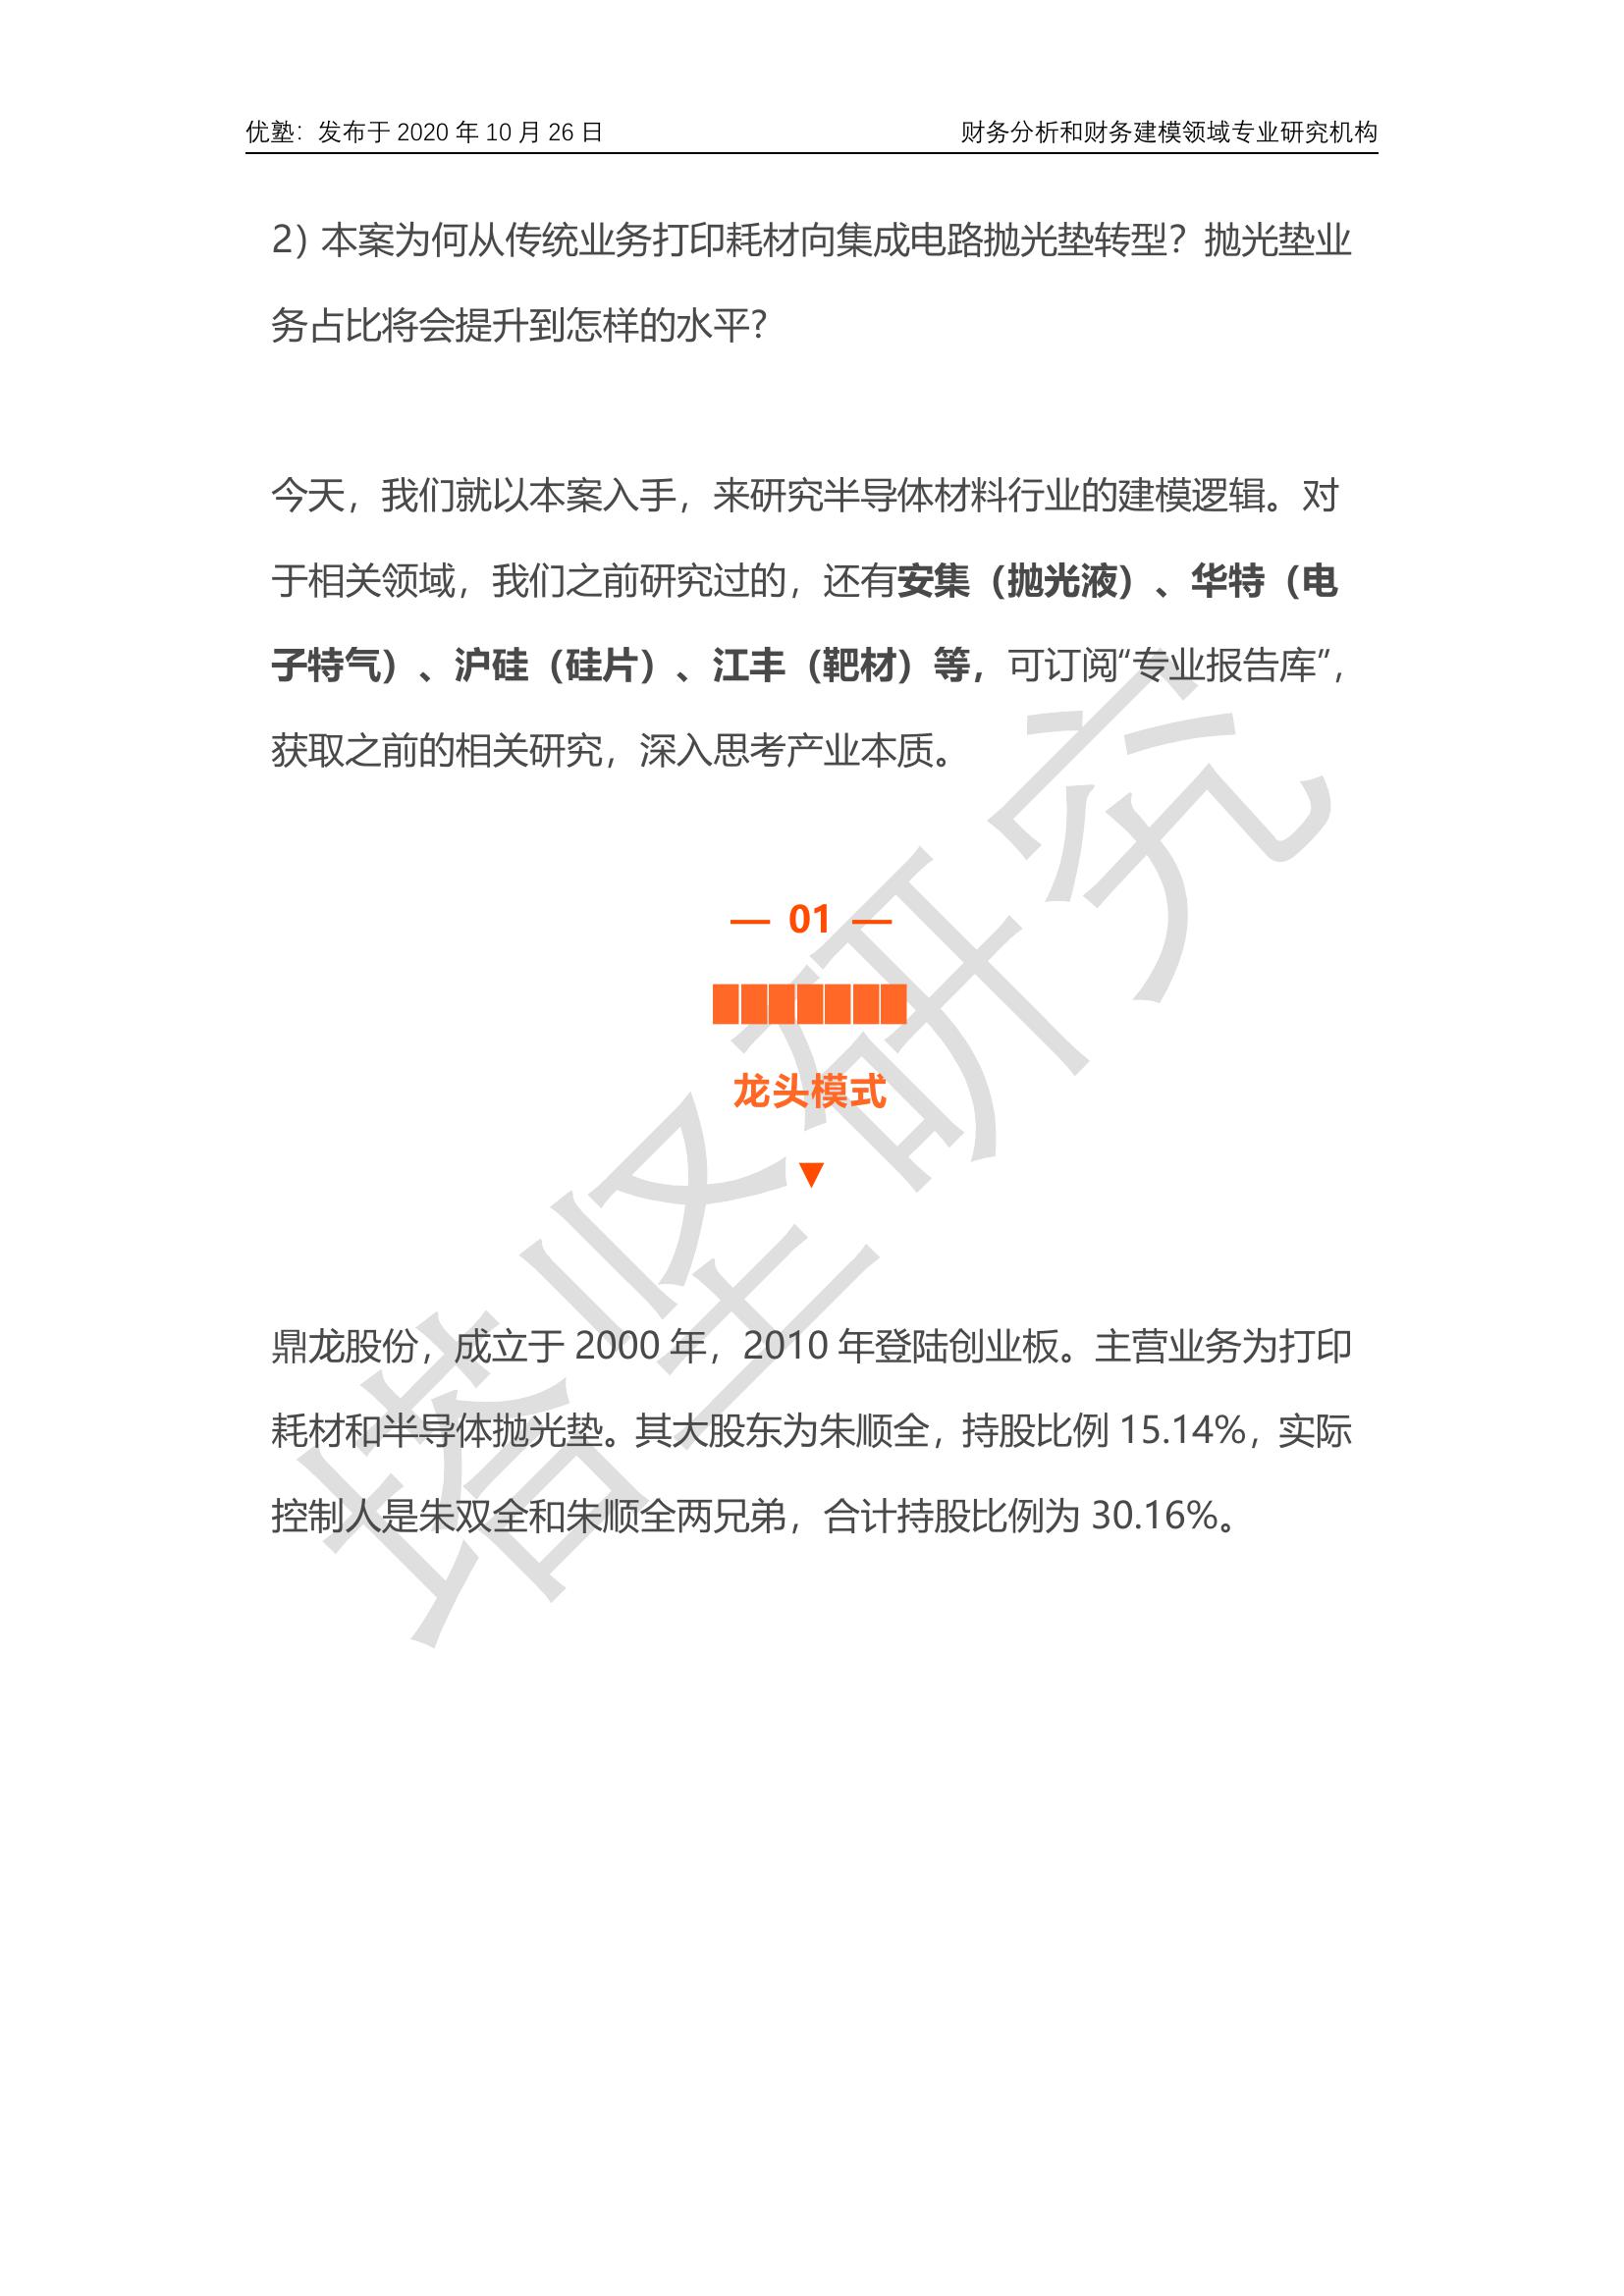 优塾：发布于 2020 年 10 月 26 日 财务分析和财务建模领域专业研究机构
2）本案为何从传统业务打印耗材向集成电路抛光垫转型？抛光垫业
务占比将会提升到怎样的水平？
今天，我们就以本案入手，来研究半导体材料行业的建模逻辑。对
于相关领域，我们之前研究过的，还有安集（抛光液）、华特（电
子特气）、沪硅（硅片）、江丰（靶材）等，可订阅“专业报告库”，
获取之前的相关研究，深入思考产业本质。
— 01 —
███████
龙头模式
▼
鼎龙股份，成立于 2000 年，2010 年登陆创业板。主营业务为打印
耗材和半导体抛光垫。其大股东为朱顺全，持股比例 15.14%，实际
控制人是朱双全和朱顺全两兄弟，合计持股比例为 30.16%。
塔坚研究